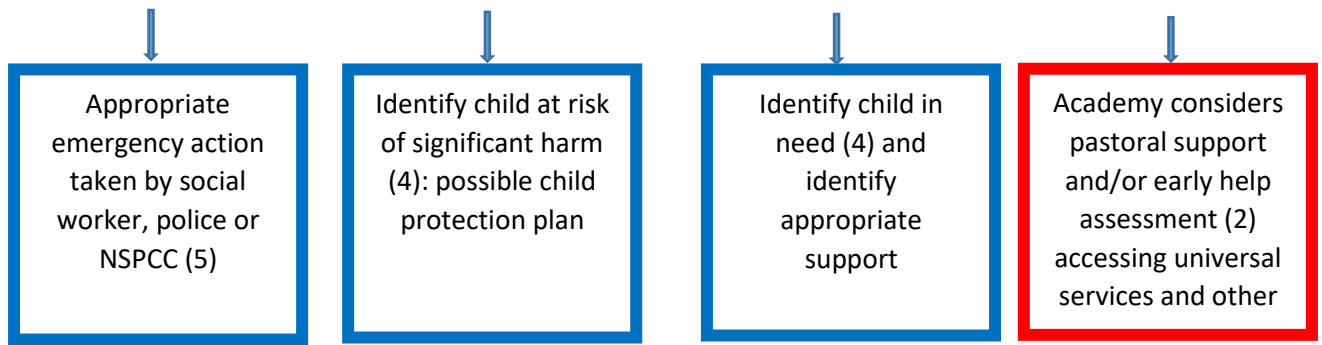 Appropriate
emergency action
taken by social
worker, police or
NSPCC (5)
Identify child at risk
of significant harm
(4): possible child
protection plan
Identify child in
need (4) and
identify
appropriate
support
Academy considers
pastoral support
and/or early help
assessment (2)
accessing universal
services and other